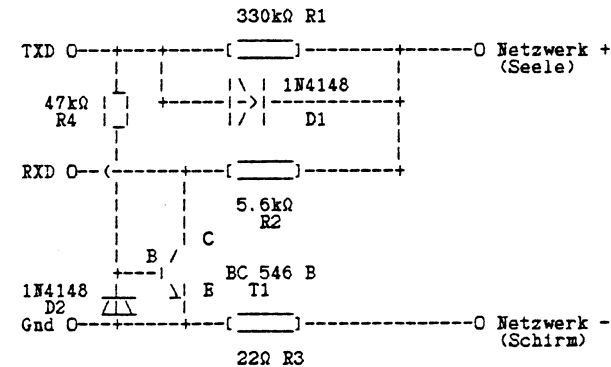 330kΩ R1
TXD O Netzwerk +
(Seele)
1N4148
47kΩ
R4
D1
RXD O
5.6kΩ
R2
C
B
BC 546 B
1N4148
E
T1
D2
Gnd O Netzwerk -
(Schirm)
22Ω R3